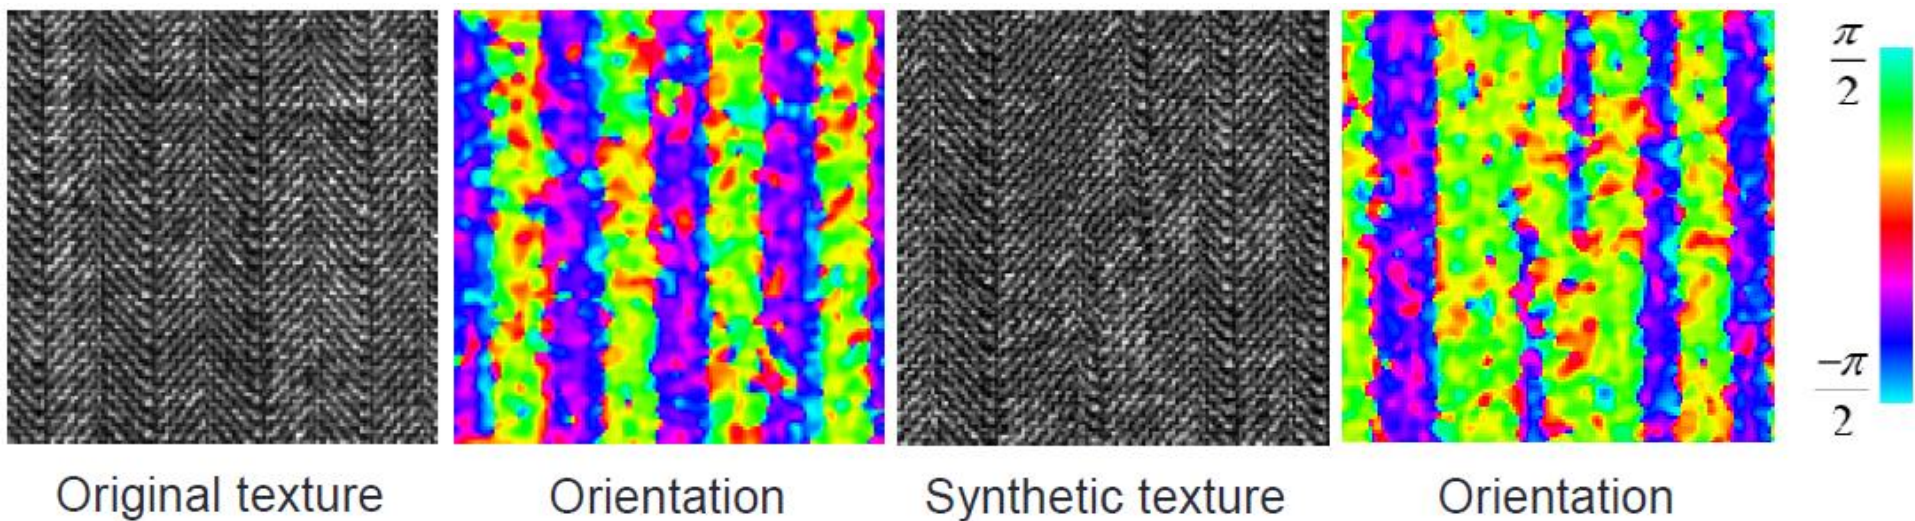 π/2
-π/2
Original texture Orientation Synthetic texture Orientation